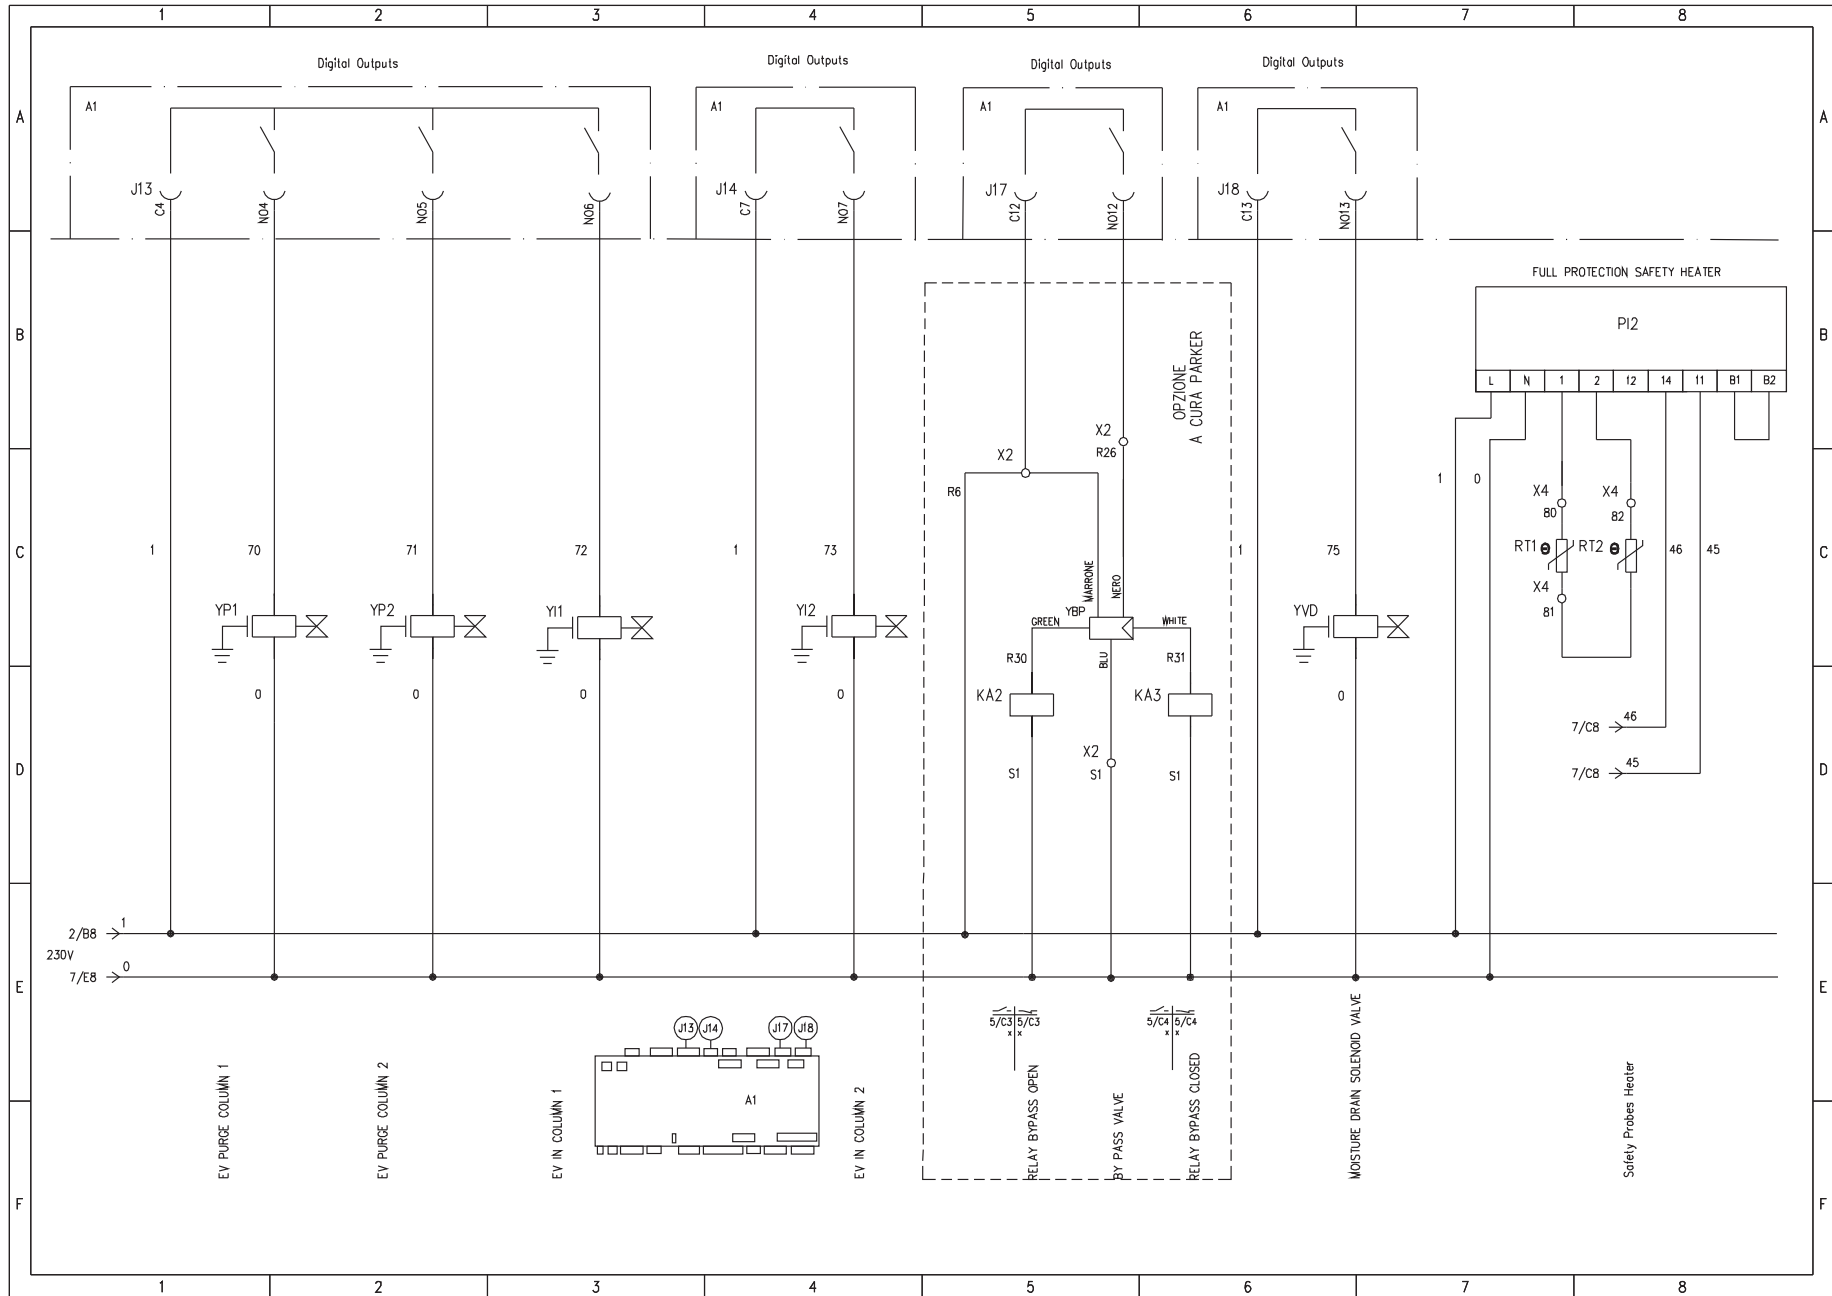 1 2 3 4 5 6 7 8
Digital Outputs
Digital Outputs
Digital Outputs
Digital Outputs
A
A1
A1
A1
A1
A
J13
C4
NO4
NO5
NO6
J14
C7
NO7
J17
C12
NO12
J18
C13
NO13
B
B
FULL PROTECTION SAFETY HEATER
PI2
L N 1 2 12 14 11 B1 B2
OPZIONE
A CURA PARKER
X2
R26
X2
R6
1
0
X4
80
X4
82
C
1
70
71
72
1
73
1
75
RT1
RT2
46
45
C
X4
81
MARRONE
NERO
YP1
YP2
YI1
YI2
GREEN
YBP
WHITE
YVD
BLU
R30
R31
0
0
0
0
KA2
KA3
0
7/C8
46
X2
S1
S1
S1
7/C8
45
D
D
2/B8
1
230V
7/E8
0
E
E
5/C3
5/C3
x
x
5/C4
5/C4
x
x
J13
J14
J17
J18
A1
EV PURGE COLUMN 1
EV PURGE COLUMN 2
EV IN COLUMN 1
EV IN COLUMN 2
RELAY BYPASS OPEN
BY PASS VALVE
RELAY BYPASS CLOSED
MOISTURE DRAIN SOLENOID VALVE
Safety Probes Heater
F
F
1 2 3 4 5 6 7 8